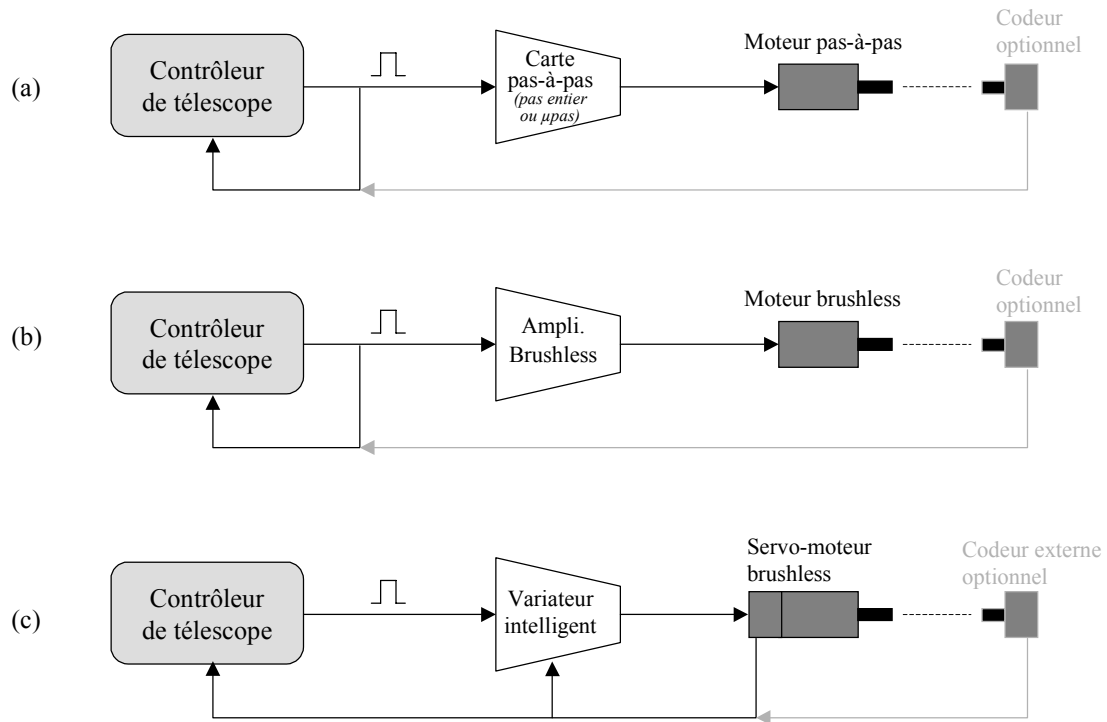 (a)
Contrôleur
de télescope
Carte
pas-à-pas
(pas entier
ou µpas)
Moteur pas-à-pas
Codeur
optionnel
(b)
Contrôleur
de télescope
Ampli.
Brushless
Moteur brushless
Codeur
optionnel
(c)
Contrôleur
de télescope
Variateur
intelligent
Servo-moteur
brushless
Codeur externe
optionnel